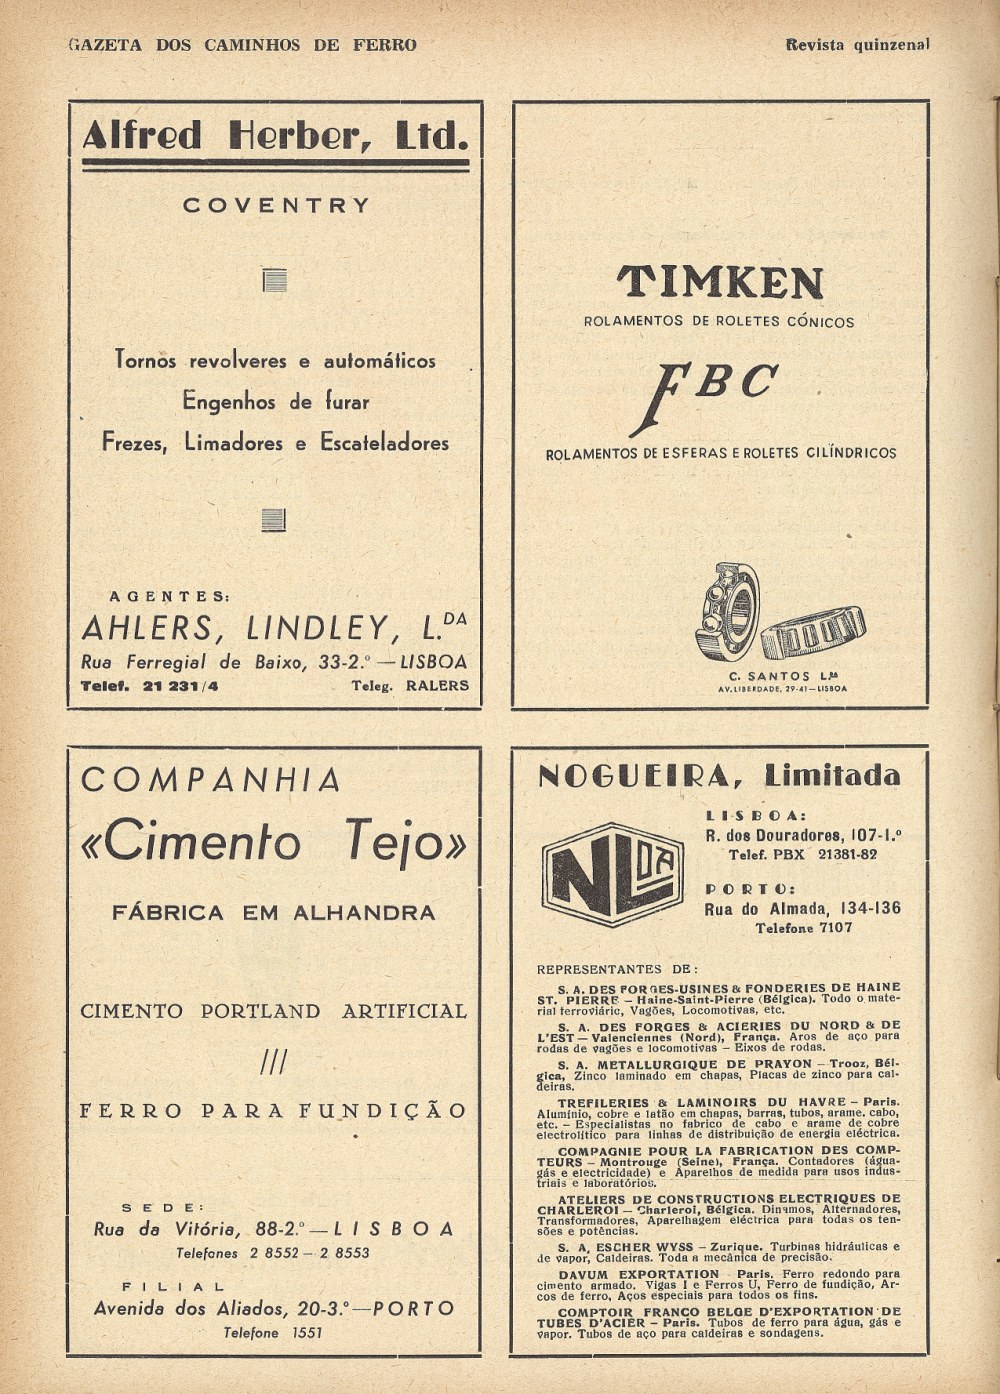 GAZETA DOS CAMINHOS DE FERRO
Revista quinzenal
Alfred Herber, Ltd.
COVENTRY
Tornos revolveres e automáticos
Engenhos de furar
Frezes, Limadores e Escateladores
AGENTES:
AHLERS, LINDLEY, L.DA
Rua Ferregial de Baixo, 33-2.º — LISBOA
Telef. 21 231/4 Teleg. RALERS
TIMKEN
ROLAMENTOS DE ROLETES CÓNICOS
FBC
ROLAMENTOS DE ESFERAS E ROLETES CILÍNDRICOS
C. SANTOS L.DA
AV. LIBERDADE, 29-41 — LISBOA
COMPANHIA
«Cimento Tejo»
FÁBRICA EM ALHANDRA
CIMENTO PORTLAND ARTIFICIAL
///
FERRO PARA FUNDIÇÃO
SEDE:
Rua da Vitória, 88-2.º — LISBOA
Telefones 2 8552 — 2 8553
FILIAL
Avenida dos Aliados, 20-3.º — PORTO
Telefone 1551
NOGUEIRA, Limitada
NLDA
LISBOA:
R. dos Douradores, 107-1.º
Telef. PBX 21381-82
PORTO:
Rua do Almada, 134-136
Telefone 7107
REPRESENTANTES DE:
S. A. DES FORGES-USINES & FONDERIES DE HAINE
ST. PIERRE — Haine-Saint-Pierre (Bélgica). Todo o mate-
rial ferroviáric, Vagões, Locomotivas, etc.
S. A. DES FORGES & ACIERIES DU NORD & DE
L'EST — Valenciennes (Nord), França. Aros de aço para
rodas de vagões e locomotivas — Eixos de rodas.
S. A. METALLURGIQUE DE PRAYON — Trooz, Bél-
gica, Zinco laminado em chapas, Placas de zinco para cal-
deiras.
TREFILERIES & LAMINOIRS DU HAVRE — Paris.
Alumínio, cobre e latão em chapas, barras, tubos, arame, cabo,
etc. — Especialistas no fabrico de cabo e arame de cobre
electrolítico para linhas de distribuïção de energia eléctrica.
COMPAGNIE POUR LA FABRICATION DES COMP-
TEURS — Montrouge (Seine), França. Contadores (água-
gás e electricidade) e Aparelhos de medida para usos indus-
triais e laboratórios.
ATELIERS DE CONSTRUCTIONS ELECTRIQUES DE
CHARLEROI — Charleroi, Bélgica. Dinamos, Alternadores,
Transformadores, Aparelhagem eléctrica para todas os ten-
sões e potências.
S. A, ESCHER WYSS — Zurique. Turbinas hidráulicas e
de vapor, Caldeiras. Toda a mecânica de precisão.
DAVUM EXPORTATION Paris. Ferro redondo para
cimento armado. Vigas I e Ferros U, Ferro de fundição, Ar-
cos de ferro, Aços especiais para todos os fins.
COMPTOIR FRANCO BELGE D'EXPORTATION DE
TUBES D'ACIER — Paris. Tubos de ferro para água, gás e
vapor. Tubos de aço para caldeiras e sondagens.